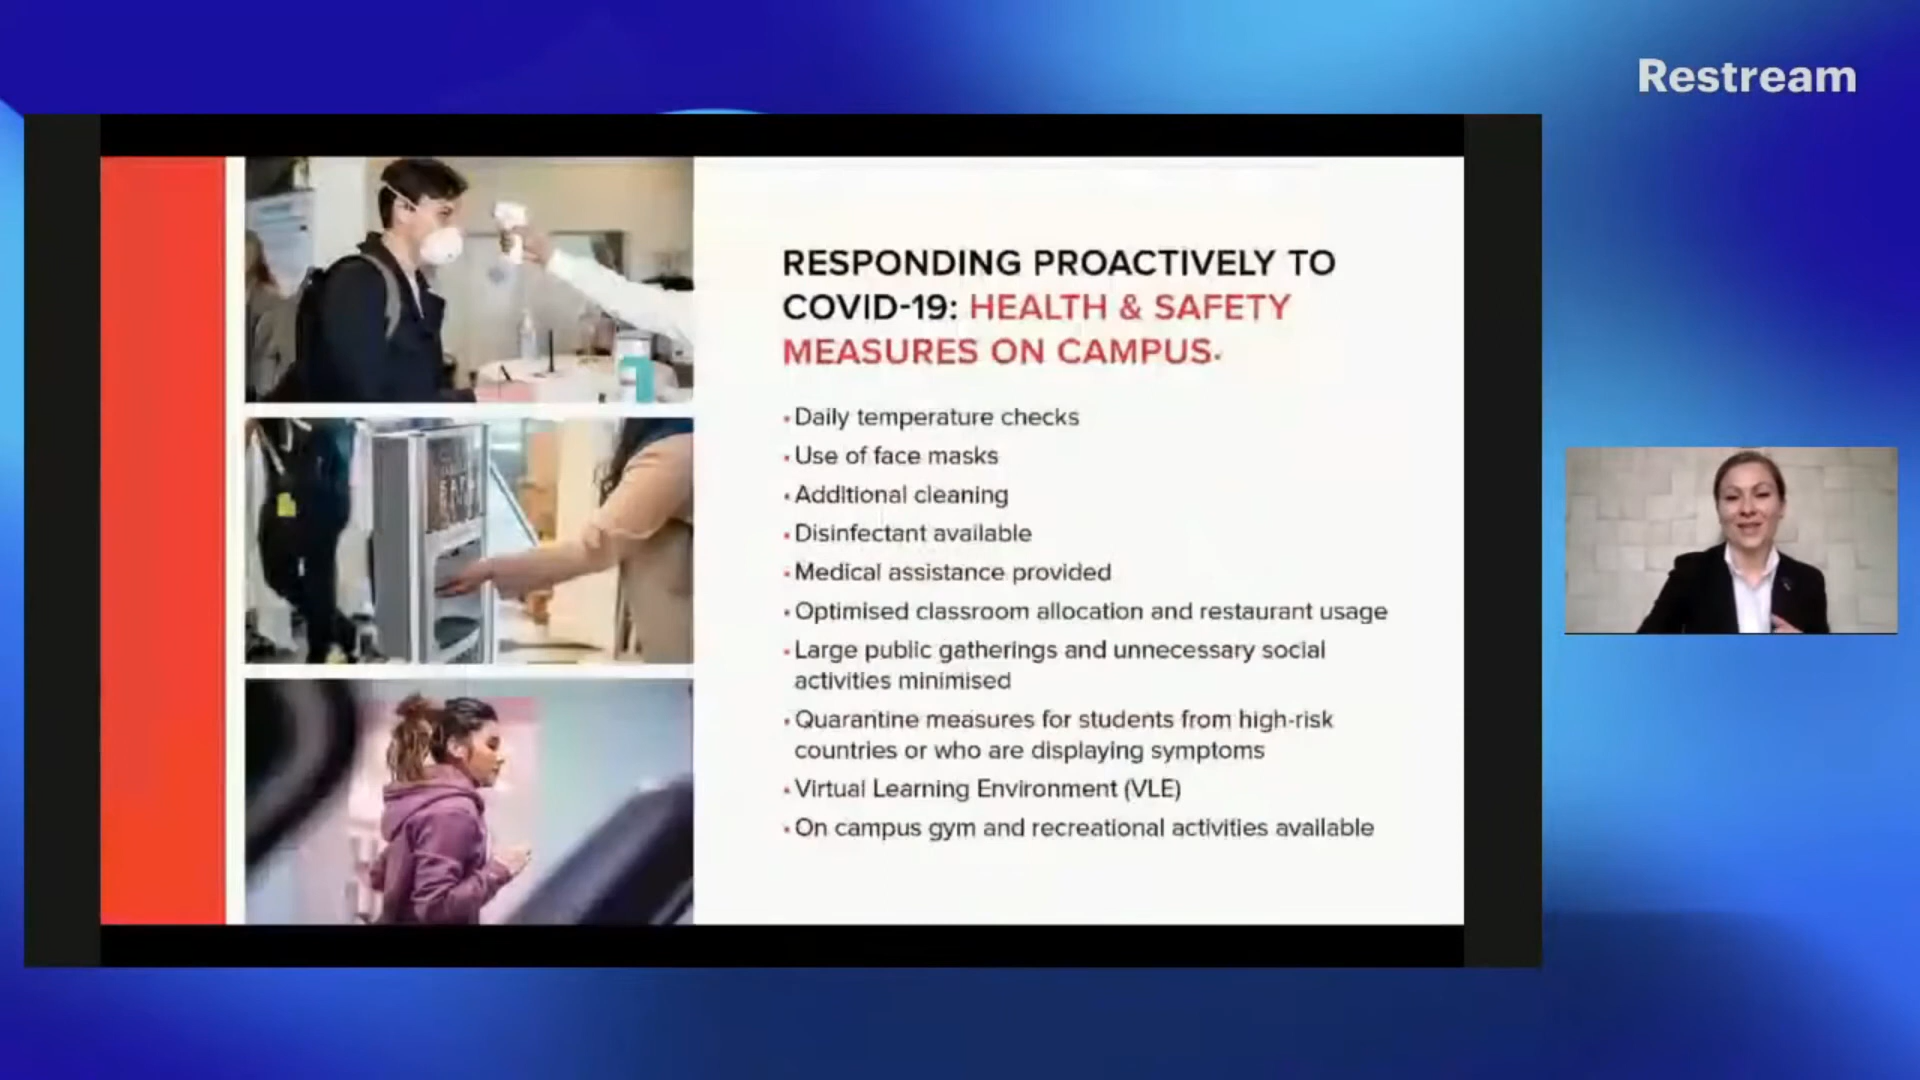 Restream
RESPONDING PROACTIVELY TO
COVID-19: HEALTH & SAFETY
MEASURES ON CAMPUS.
• Daily temperature checks
• Use of face masks
• Additional cleaning
• Disinfectant available
• Medical assistance provided
• Optimised classroom allocation and restaurant usage
• Large public gatherings and unnecessary social
activities minimised
• Quarantine measures for students from high-risk
countries or who are displaying symptoms
• Virtual Learning Environment (VLE)
• On campus gym and recreational activities available